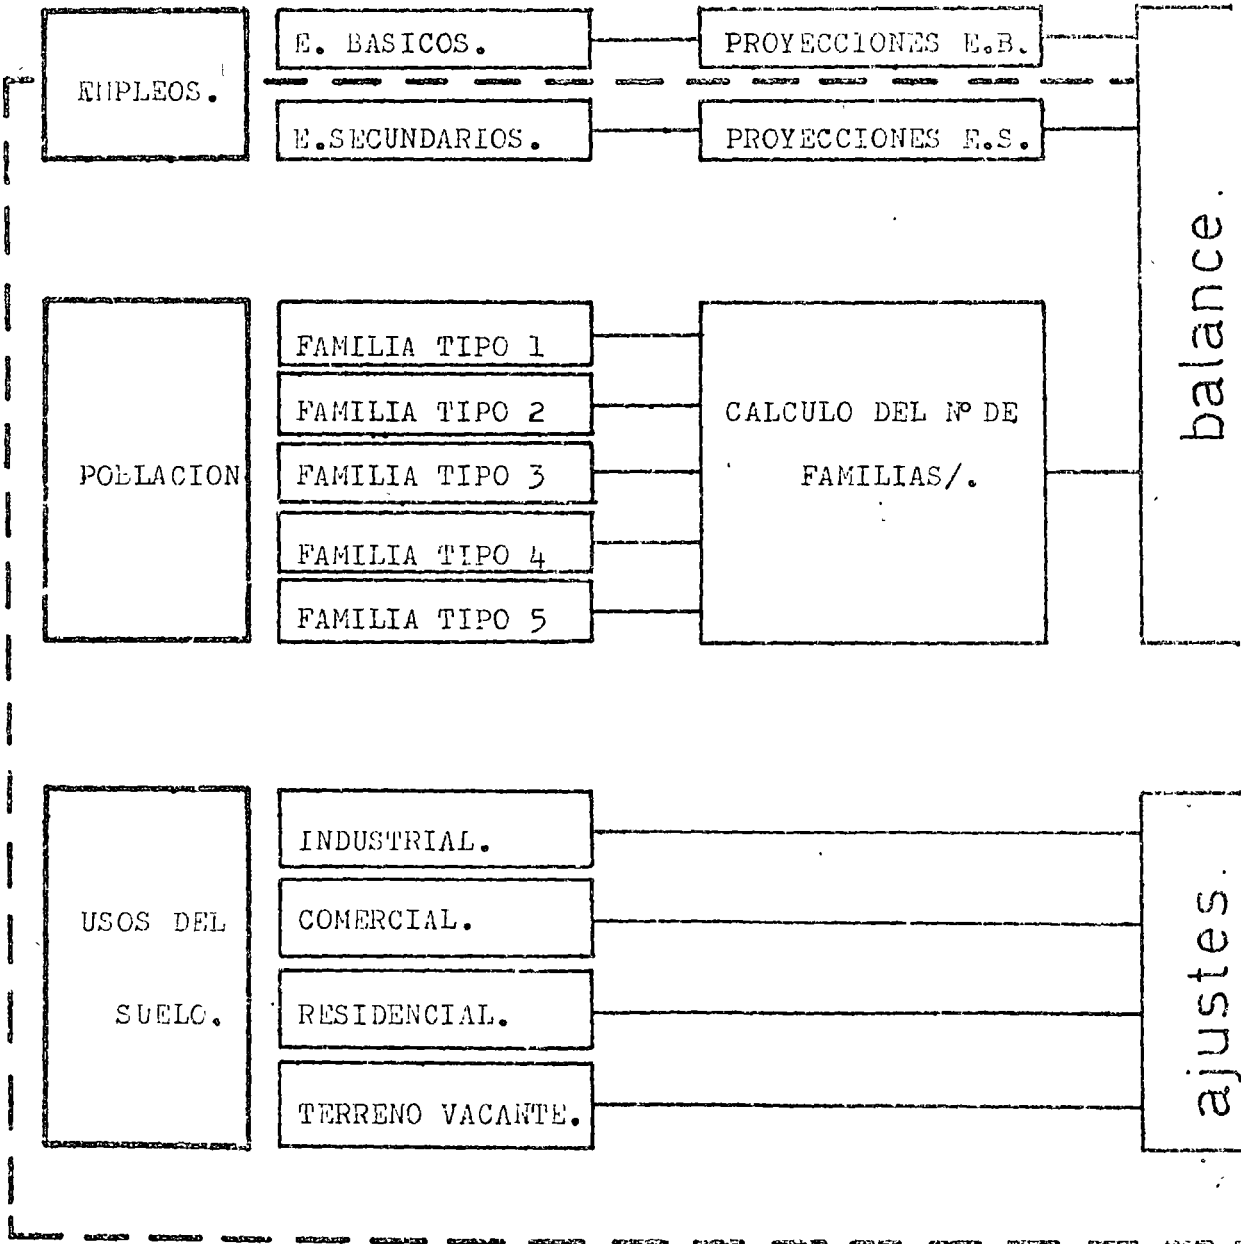 E. BASICOS.
PROYECCIONES E.B.
EMPLEOS.
E.SECUNDARIOS.
PROYECCIONES E.S.
balance.
FAMILIA TIPO 1
FAMILIA TIPO 2
CALCULO DEL Nº DE
POBLACION
FAMILIA TIPO 3
FAMILIAS/.
FAMILIA TIPO 4
FAMILIA TIPO 5
INDUSTRIAL.
USOS DEL
COMERCIAL.
SUELO.
RESIDENCIAL.
TERRENO VACANTE.
ajustes.